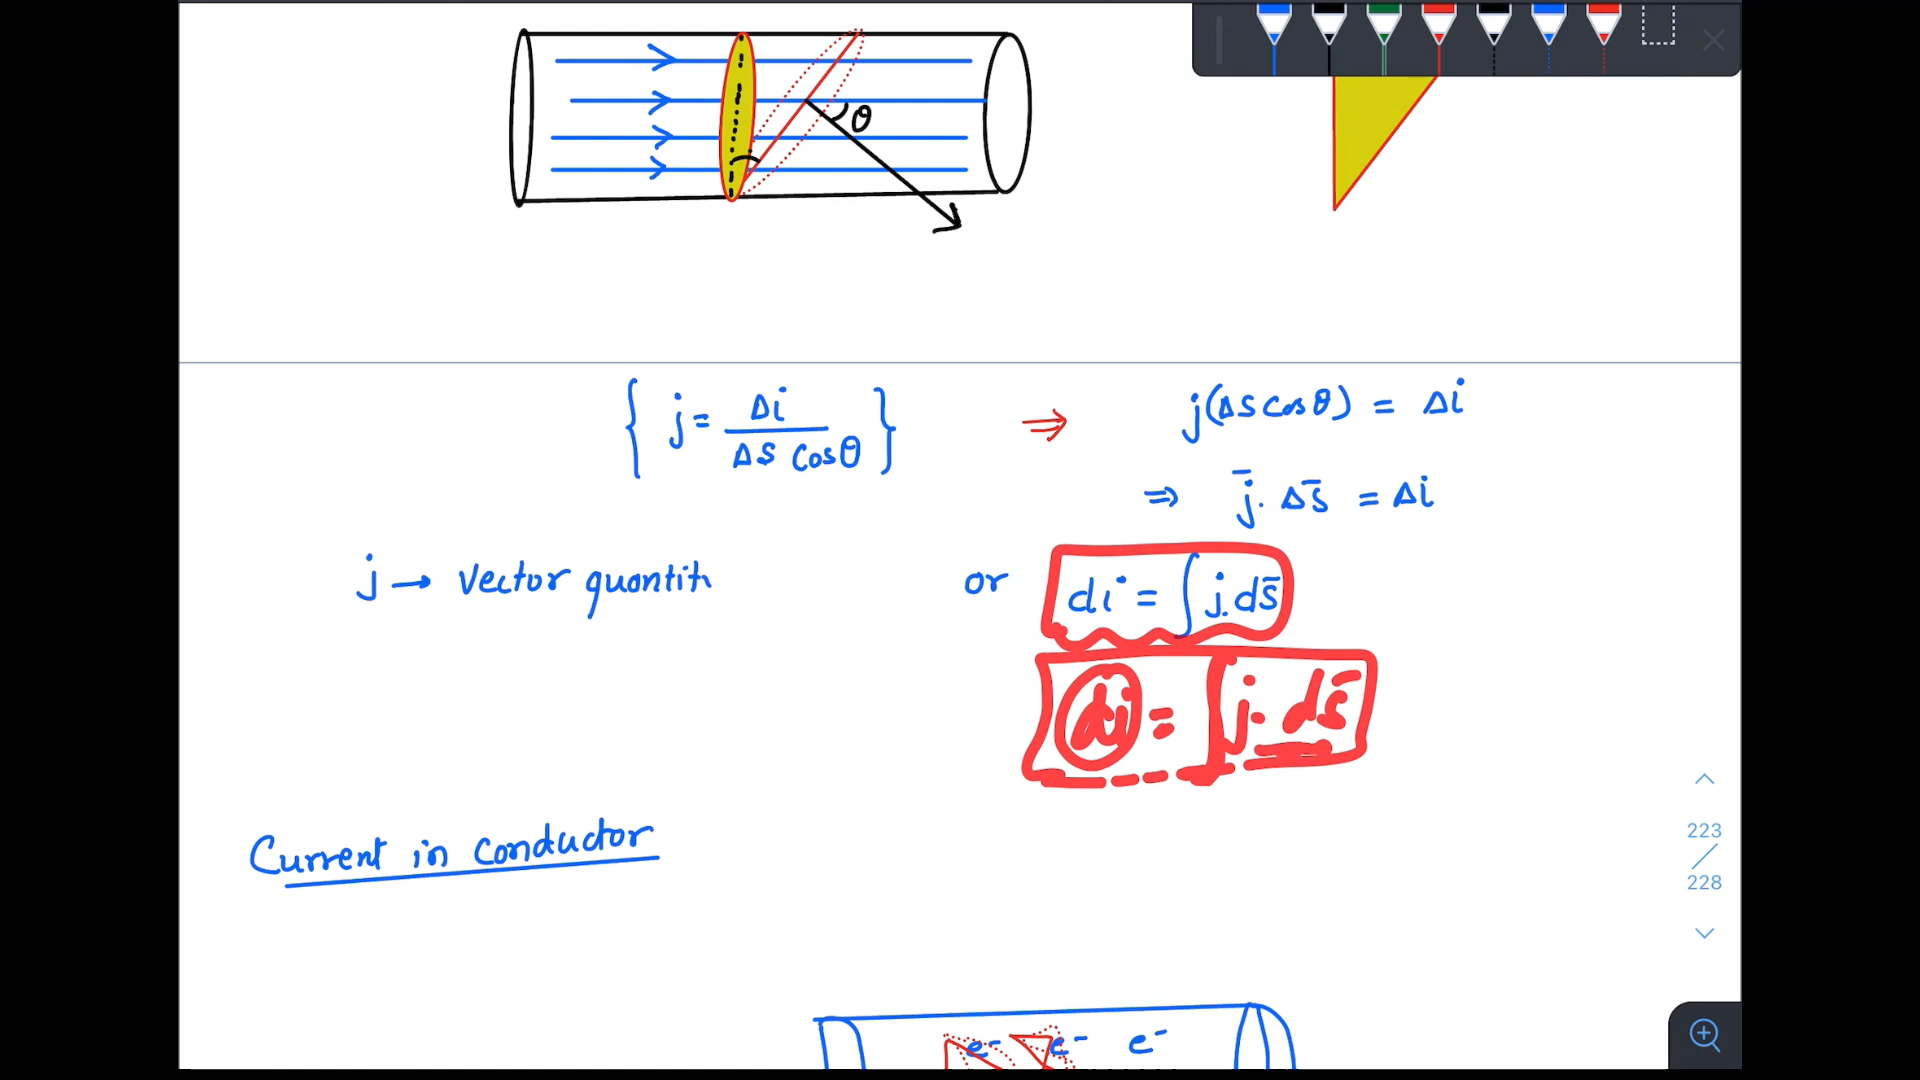 θ
{ j = Δi / ΔS Cosθ } ⇒ j(ΔS Cosθ) = Δi
⇒ j̄. Δs̄ = Δi
j → Vector quantiti or di = ∫j.ds̄
di = ∫j. ds̄
Current in Conductor
223
/
228
e⁻ e⁻ e⁻